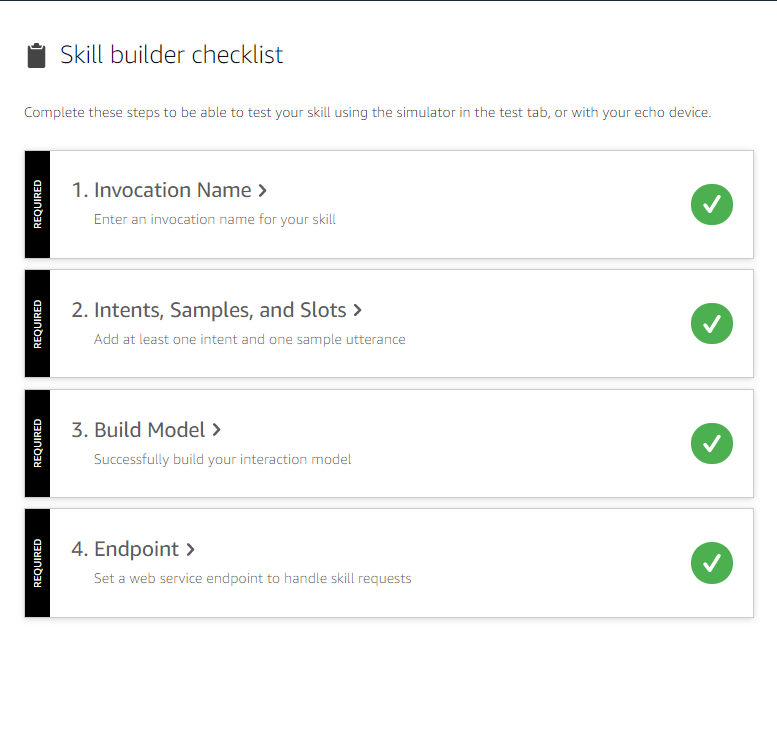 Skill builder checklist
Complete these steps to be able to test your skill using the simulator in the test tab, or with your echo device.
REQUIRED
1. Invocation Name
Enter an invocation name for your skill
REQUIRED
2. Intents, Samples, and Slots
Add at least one intent and one sample utterance
REQUIRED
3. Build Model
Successfully build your interaction model
REQUIRED
4. Endpoint
Set a web service endpoint to handle skill requests